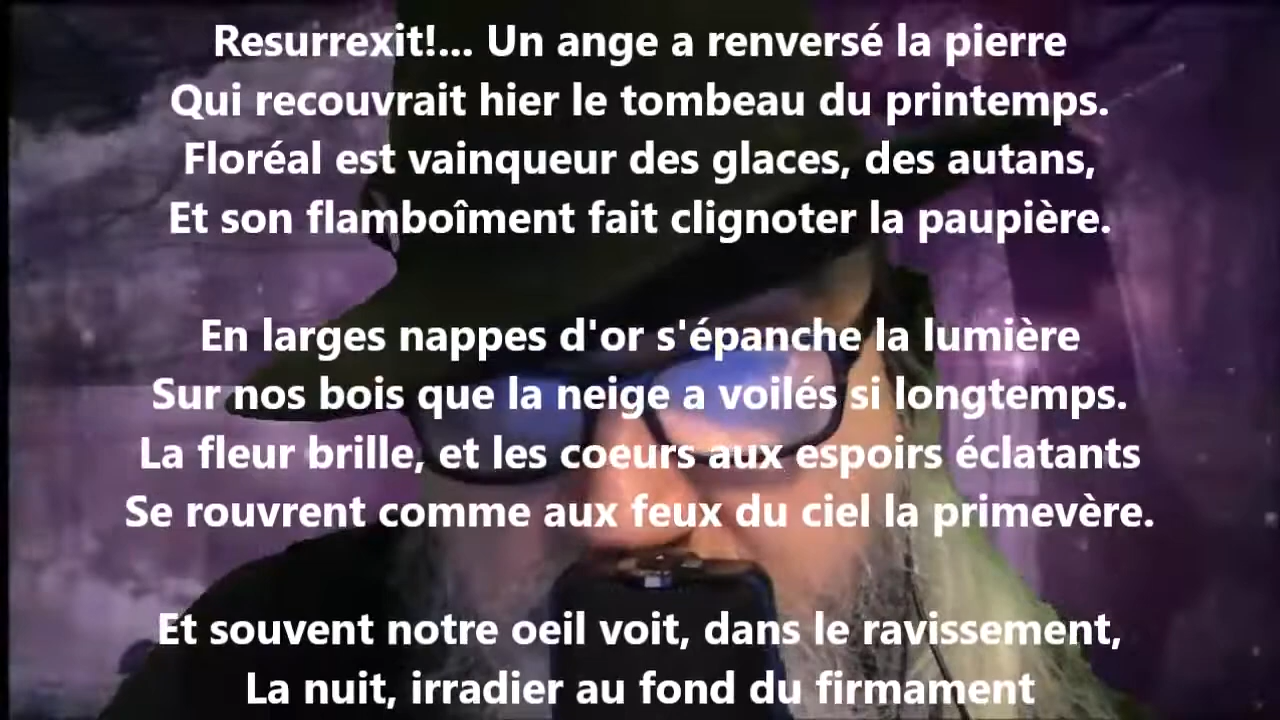 Resurrexit!... Un ange a renversé la pierre
Qui recouvrait hier le tombeau du printemps.
Floréal est vainqueur des glaces, des autans,
Et son flamboîment fait clignoter la paupière.
En larges nappes d'or s'épanche la lumière
Sur nos bois que la neige a voilés si longtemps.
La fleur brille, et les coeurs aux espoirs éclatants
Se rouvrent comme aux feux du ciel la primevère.
Et souvent notre oeil voit, dans le ravissement,
La nuit, irradier au fond du firmament